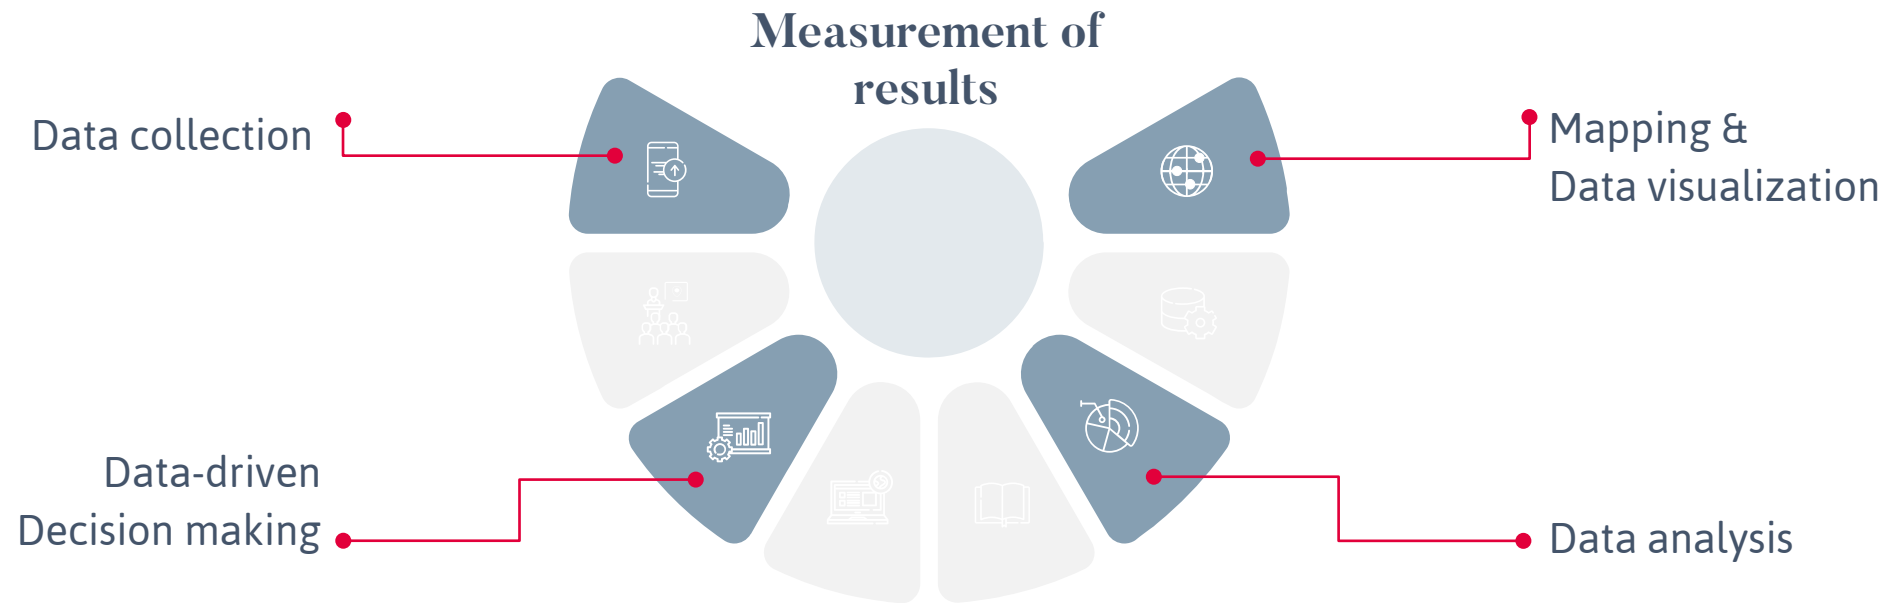 Measurement of
results
Data collection
Mapping &
Data visualization
Data-driven
Decision making
Data analysis